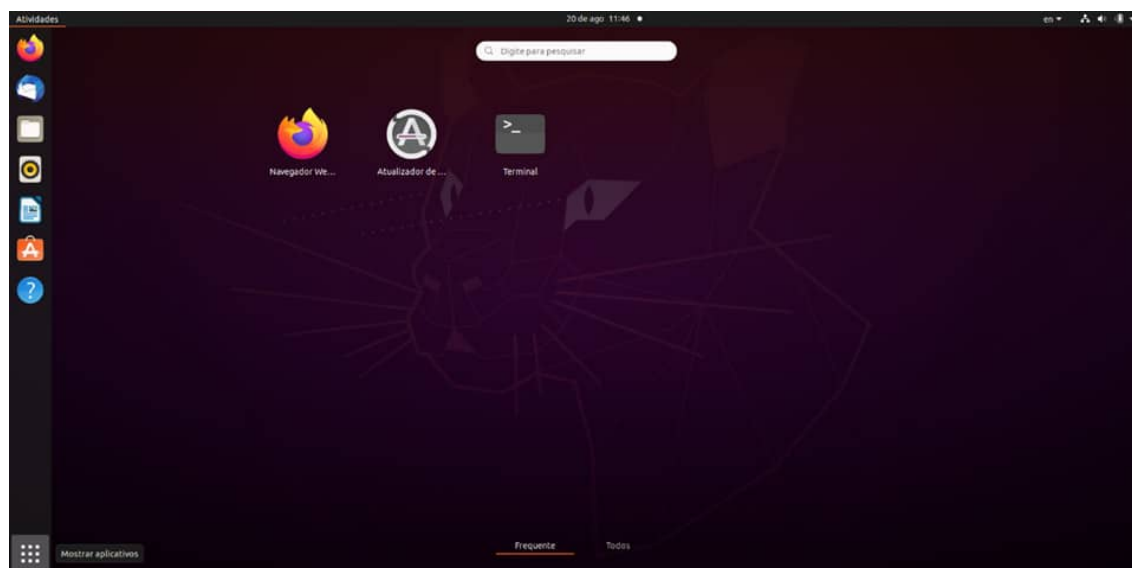 Atividades
20 de ago 11:46
en
Digite para pesquisar
Navegador We...
Atualizador de ...
Terminal
Frequente
Todos
Mostrar aplicativos